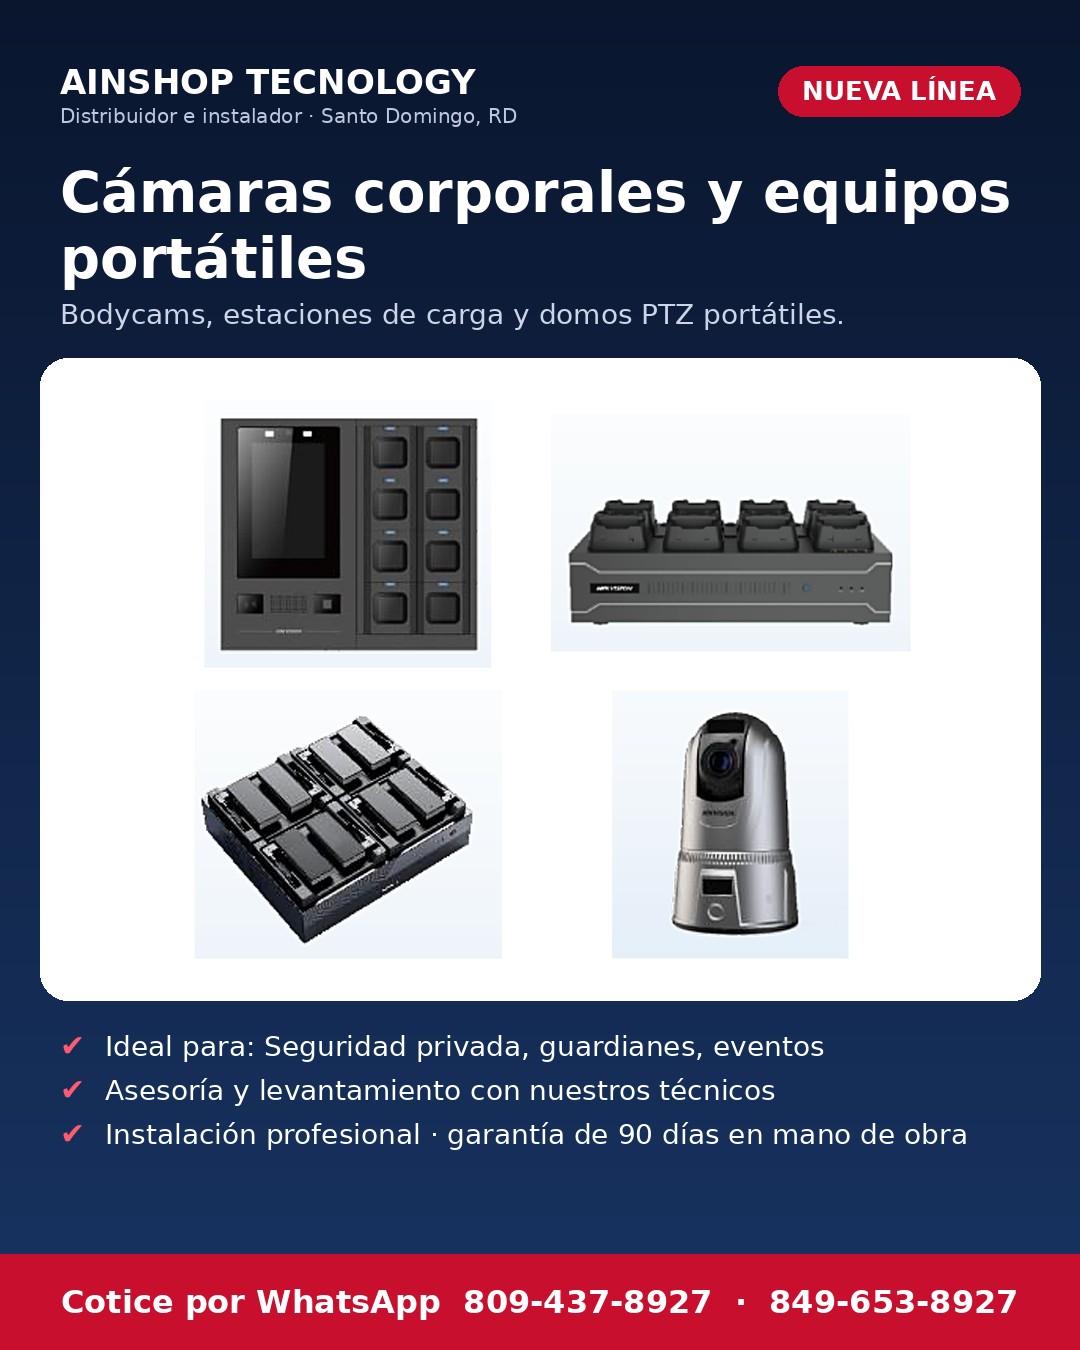 AINSHOP TECNOLOGY
Distribuidor e instalador · Santo Domingo, RD
NUEVA LÍNEA
Cámaras corporales y equipos
portátiles
Bodycams, estaciones de carga y domos PTZ portátiles.
HIKVISION
✔ Ideal para: Seguridad privada, guardianes, eventos
✔ Asesoría y levantamiento con nuestros técnicos
✔ Instalación profesional · garantía de 90 días en mano de obra
Cotice por WhatsApp 809-437-8927 · 849-653-8927